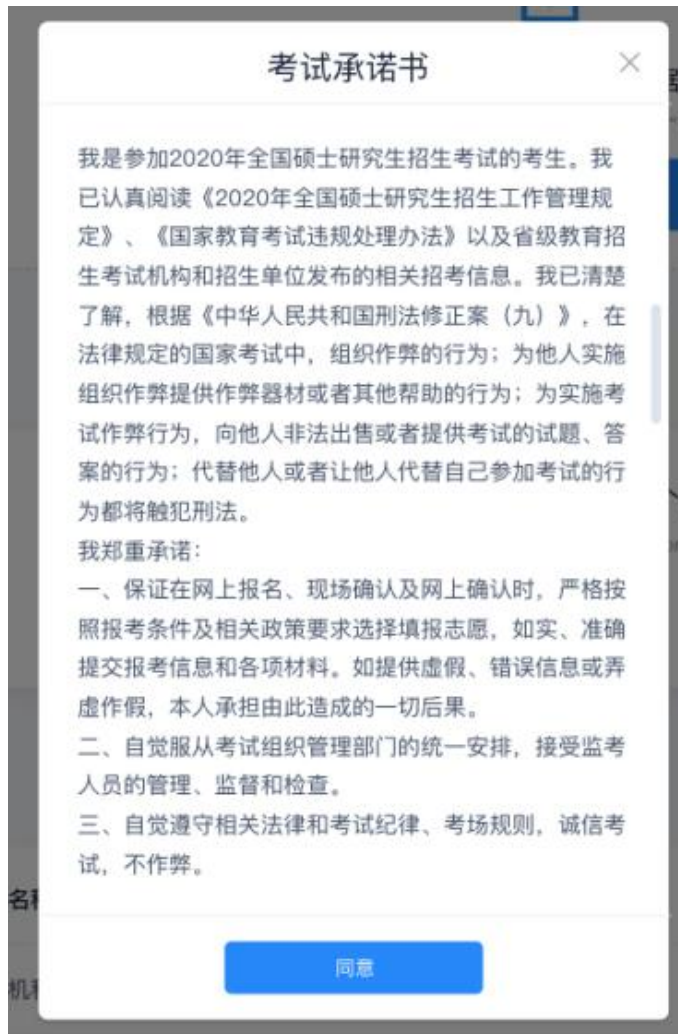 考试承诺书
我是参加2020年全国硕士研究生招生考试的考生。我
已认真阅读《2020年全国硕士研究生招生工作管理规
定》、《国家教育考试违规处理办法》以及省级教育招
生考试机构和招生单位发布的相关招考信息。我已清楚
了解，根据《中华人民共和国刑法修正案（九）》，在
法律规定的国家考试中，组织作弊的行为；为他人实施
组织作弊提供作弊器材或者其他帮助的行为；为实施考
试作弊行为，向他人非法出售或者提供考试的试题、答
案的行为；代替他人或者让他人代替自己参加考试的行
为都将触犯刑法。
我郑重承诺：
一、保证在网上报名、现场确认及网上确认时，严格按
照报考条件及相关政策要求选择填报志愿，如实、准确
提交报考信息和各项材料。如提供虚假、错误信息或弄
虚作假，本人承担由此造成的一切后果。
二、自觉服从考试组织管理部门的统一安排，接受监考
人员的管理、监督和检查。
三、自觉遵守相关法律和考试纪律、考场规则，诚信考
试，不作弊。
名
机
同意